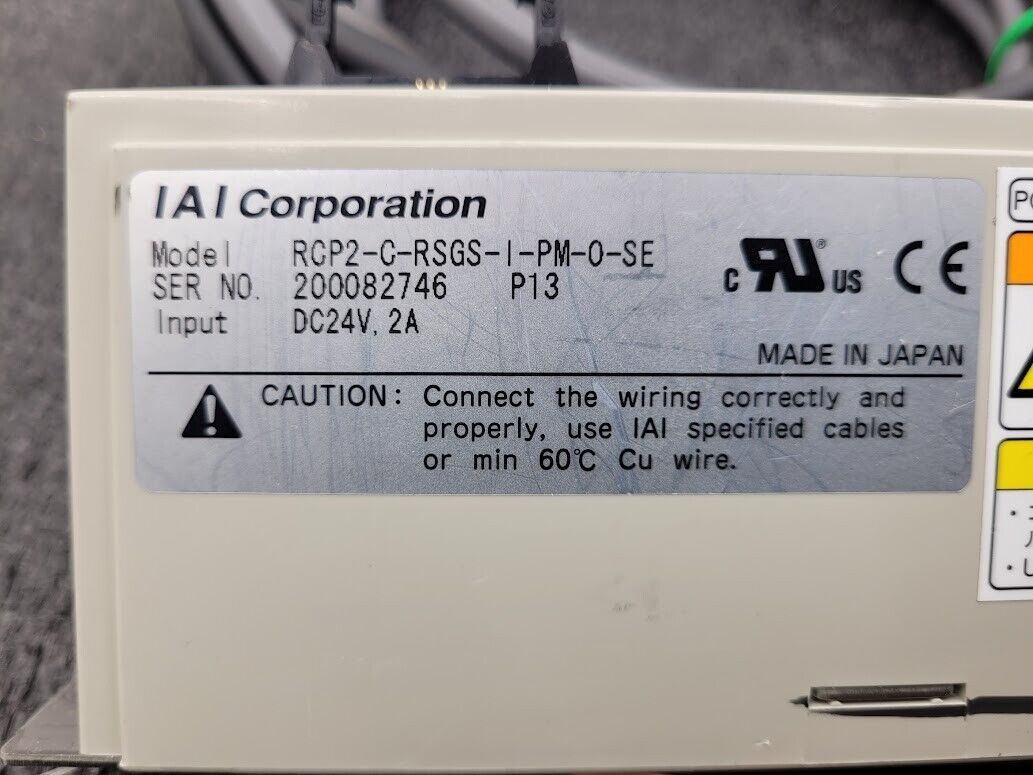 IAI Corporation
Model RCP2-C-RSGS-I-PM-0-SE
SER NO. 200082746 P13
Input DC24V, 2A
C RU ® US CE
MADE IN JAPAN
CAUTION: Connect the wiring correctly and
properly, use IAI specified cables
or min 60℃ Cu wire.